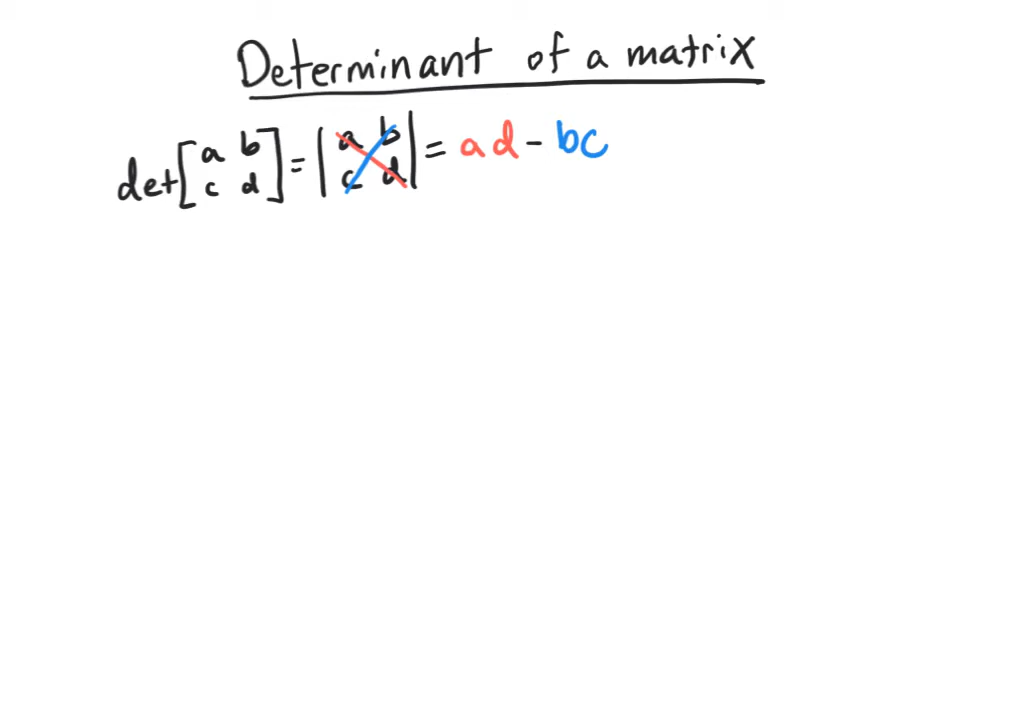 Determinant of a matrix
det[a b c d] = |a b c d| = ad - bc